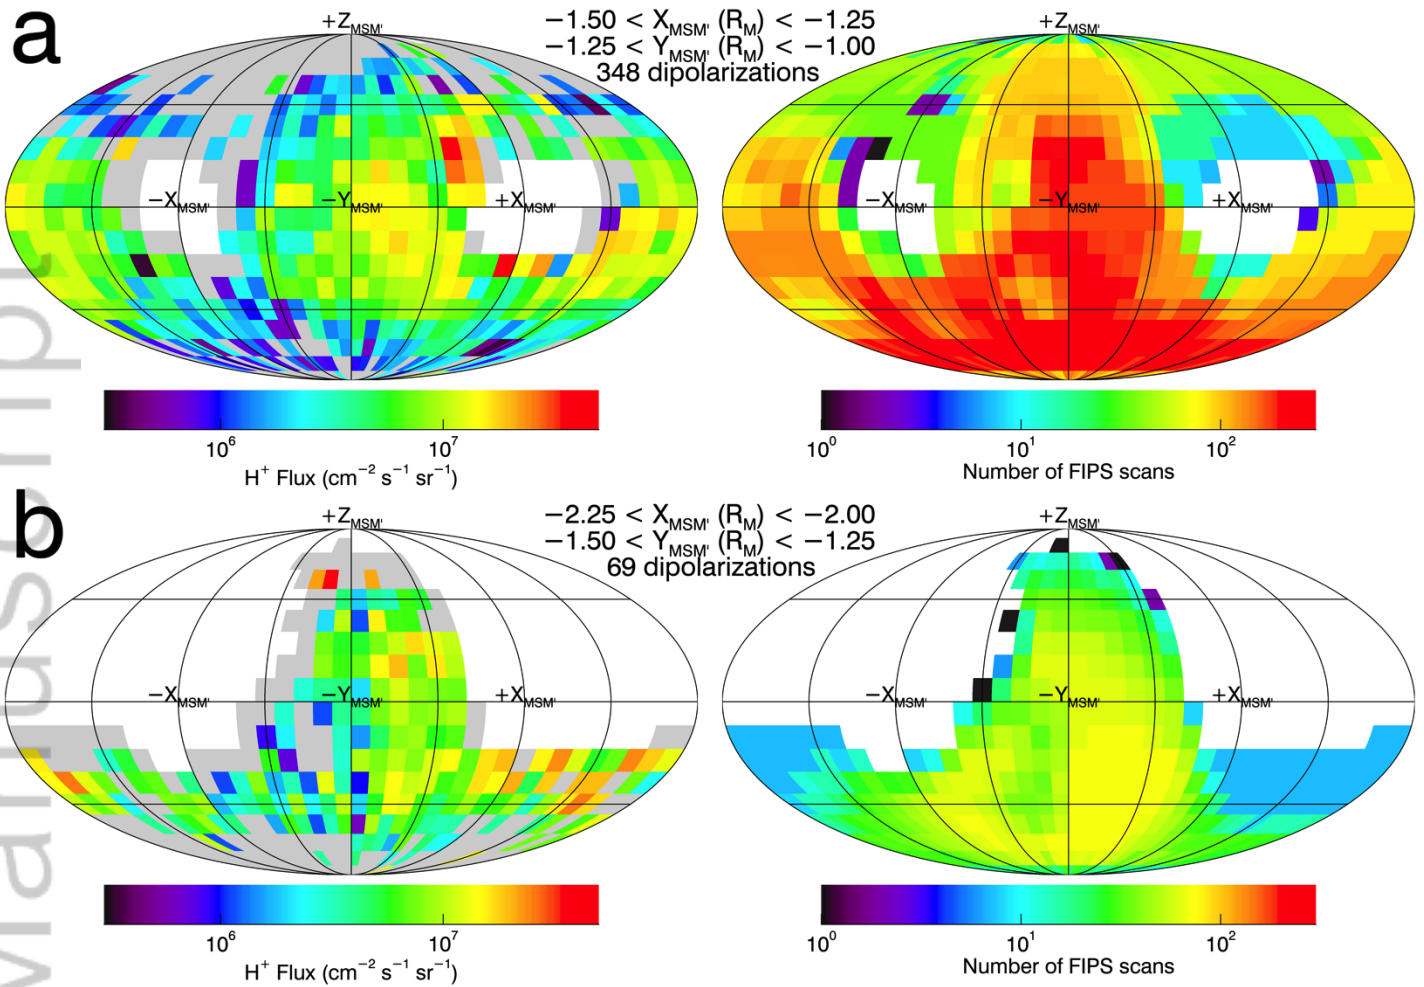 a
−1.50 < X_MSM' (R_M) < −1.25
−1.25 < Y_MSM' (R_M) < −1.00
348 dipolarizations
+Z_MSM'
−X_MSM'
−Y_MSM'
+X_MSM'
+Z_MSM'
−X_MSM'
−Y_MSM'
+X_MSM'
10^6
10^7
H^+ Flux (cm^−2 s^−1 sr^−1)
10^0
10^1
10^2
Number of FIPS scans
b
−2.25 < X_MSM' (R_M) < −2.00
−1.50 < Y_MSM' (R_M) < −1.25
69 dipolarizations
+Z_MSM'
−X_MSM'
−Y_MSM'
+X_MSM'
+Z_MSM'
−X_MSM'
−Y_MSM'
+X_MSM'
10^6
10^7
H^+ Flux (cm^−2 s^−1 sr^−1)
10^0
10^1
10^2
Number of FIPS scans
Manuscript